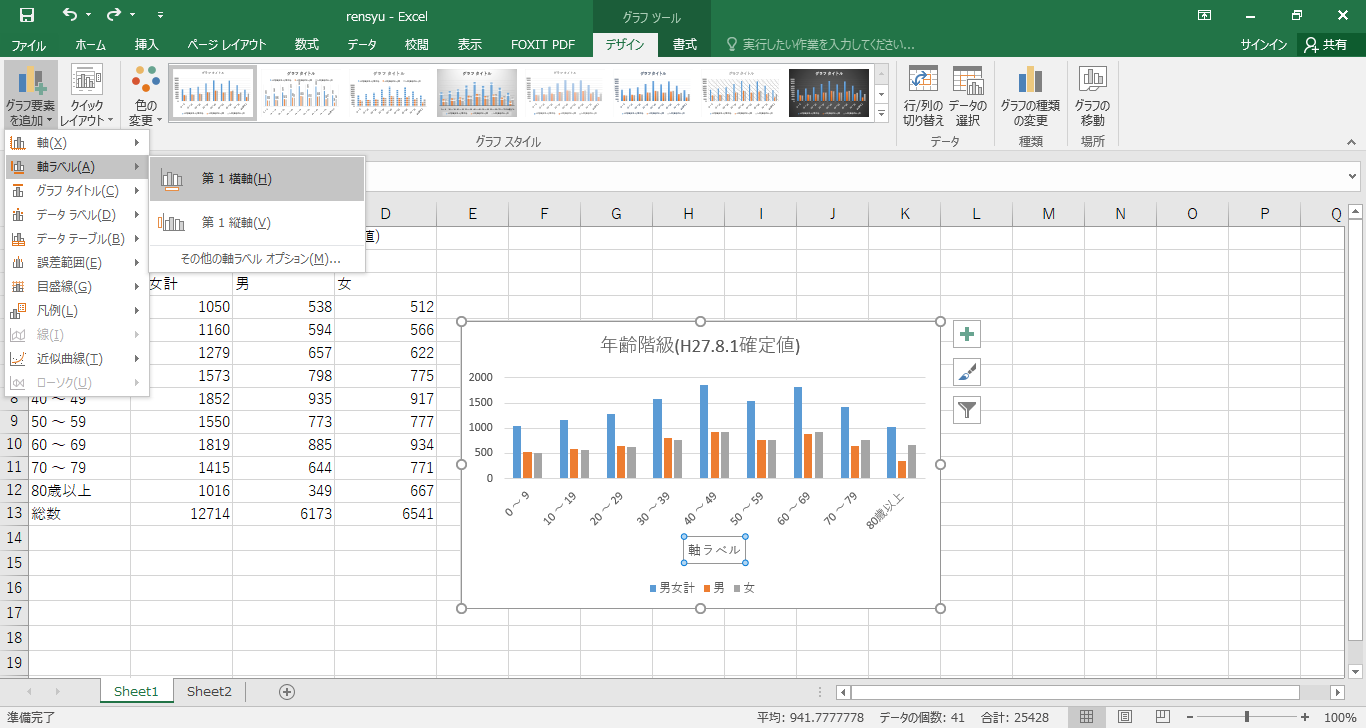 rensyu - Excel
グラフ ツール
ファイル ホーム 挿入 ページ レイアウト 数式 データ 校閲 表示 FOXIT PDF デザイン 書式 実行したい作業を入力してください... サインイン 共有
グラフ要素を追加
クイック レイアウト
色の変更
グラフ タイトル
行/列の切り替え
データの選択
グラフの種類の変更
グラフの移動
グラフ スタイル データ 種類 場所
軸(X)
軸ラベル(A)
グラフ タイトル(C)
データ ラベル(D)
データ テーブル(B)
誤差範囲(E)
目盛線(G)
凡例(L)
線(I)
近似曲線(T)
ローソク(U)
第 1 横軸(H)
第 1 縦軸(V)
その他の軸ラベル オプション(M)...
D E F G H I J K L M N O P Q
値)
女計 男 女
1050 538 512
1160 594 566
1279 657 622
1573 798 775
8 40 ～ 49 1852 935 917
9 50 ～ 59 1550 773 777
10 60 ～ 69 1819 885 934
11 70 ～ 79 1415 644 771
12 80歳以上 1016 349 667
13 総数 12714 6173 6541
14
15
16
17
18
19
年齢階級(H27.8.1確定値)
2000
1500
1000
500
0
0 ～ 9 10 ～ 19 20 ～ 29 30 ～ 39 40 ～ 49 50 ～ 59 60 ～ 69 70 ～ 79 80歳以上
軸ラベル
男女計 男 女
Sheet1 Sheet2
準備完了 平均: 941.7777778 データの個数: 41 合計: 25428 100%